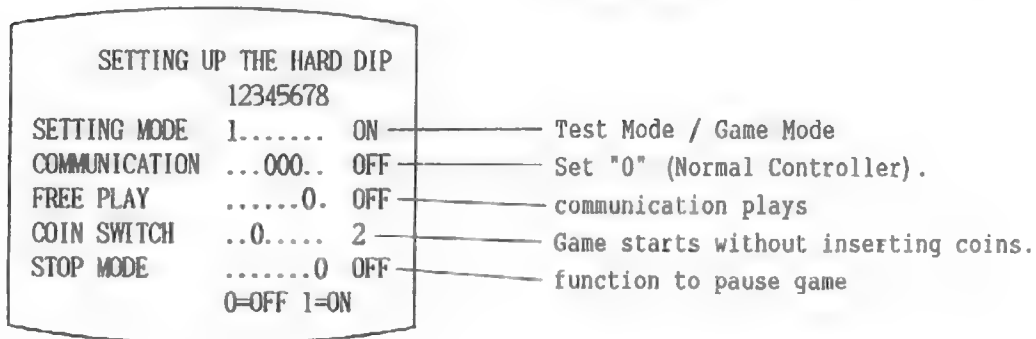 SETTING UP THE HARD DIP
12345678
SETTING MODE 1....... ON Test Mode / Game Mode
COMMUNICATION ...000.. OFF Set "0" (Normal Controller).
FREE PLAY ......0. OFF communication plays
COIN SWITCH ..0..... 2 Game starts without inserting coins.
STOP MODE .......0 OFF function to pause game
0=OFF 1=ON